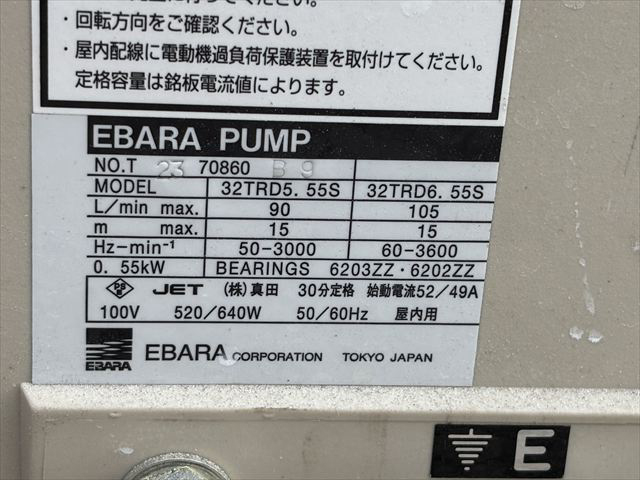 ・回転方向をご確認ください。
・屋内配線に電動機過負荷保護装置を取付けてください。
定格容量は銘板電流値によります。
EBARA PUMP
NO.T 23 70860 B 9
MODEL 32TRD5.55S 32TRD6.55S
L/min max. 90 105
m max. 15 15
Hz-min⁻¹ 50-3000 60-3600
0.55kW BEARINGS 6203ZZ・6202ZZ
PSE JET (株)真田 30分定格 始動電流52/49A
100V 520/640W 50/60Hz 屋内用
EBARA EBARA CORPORATION TOKYO JAPAN
E